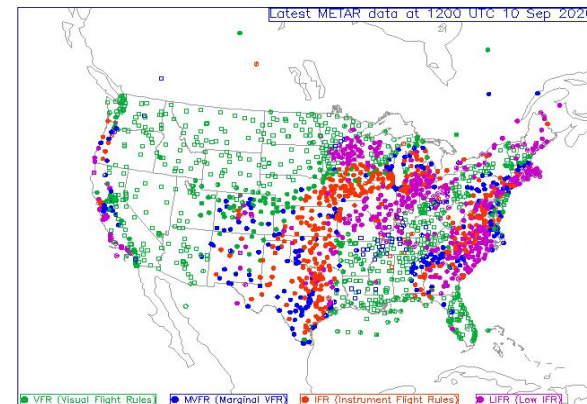 Latest METAR data at 1200 UTC 10 Sep 2020
VFR (Visual Flight Rules) MVFR (Marginal VFR) IFR (Instrument Flight Rules) LIFR (Low IFR)